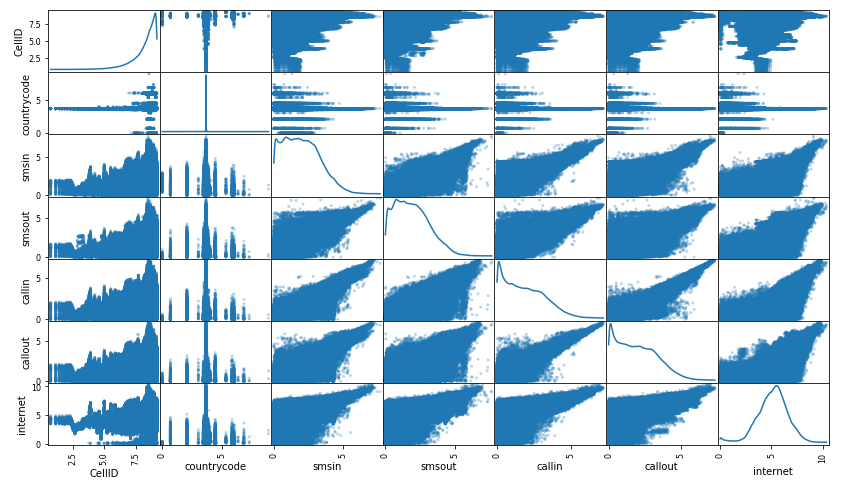 CellID
7.5
5.0
2.5
countrycode
5
0
smsin
5
0
smsout
5
0
callin
5
0
callout
5
0
internet
10
5
0
2.5 5.0 7.5 0 5 0 5 0 5 0 5 0 5 0 5 10
CellID countrycode smsin smsout callin callout internet